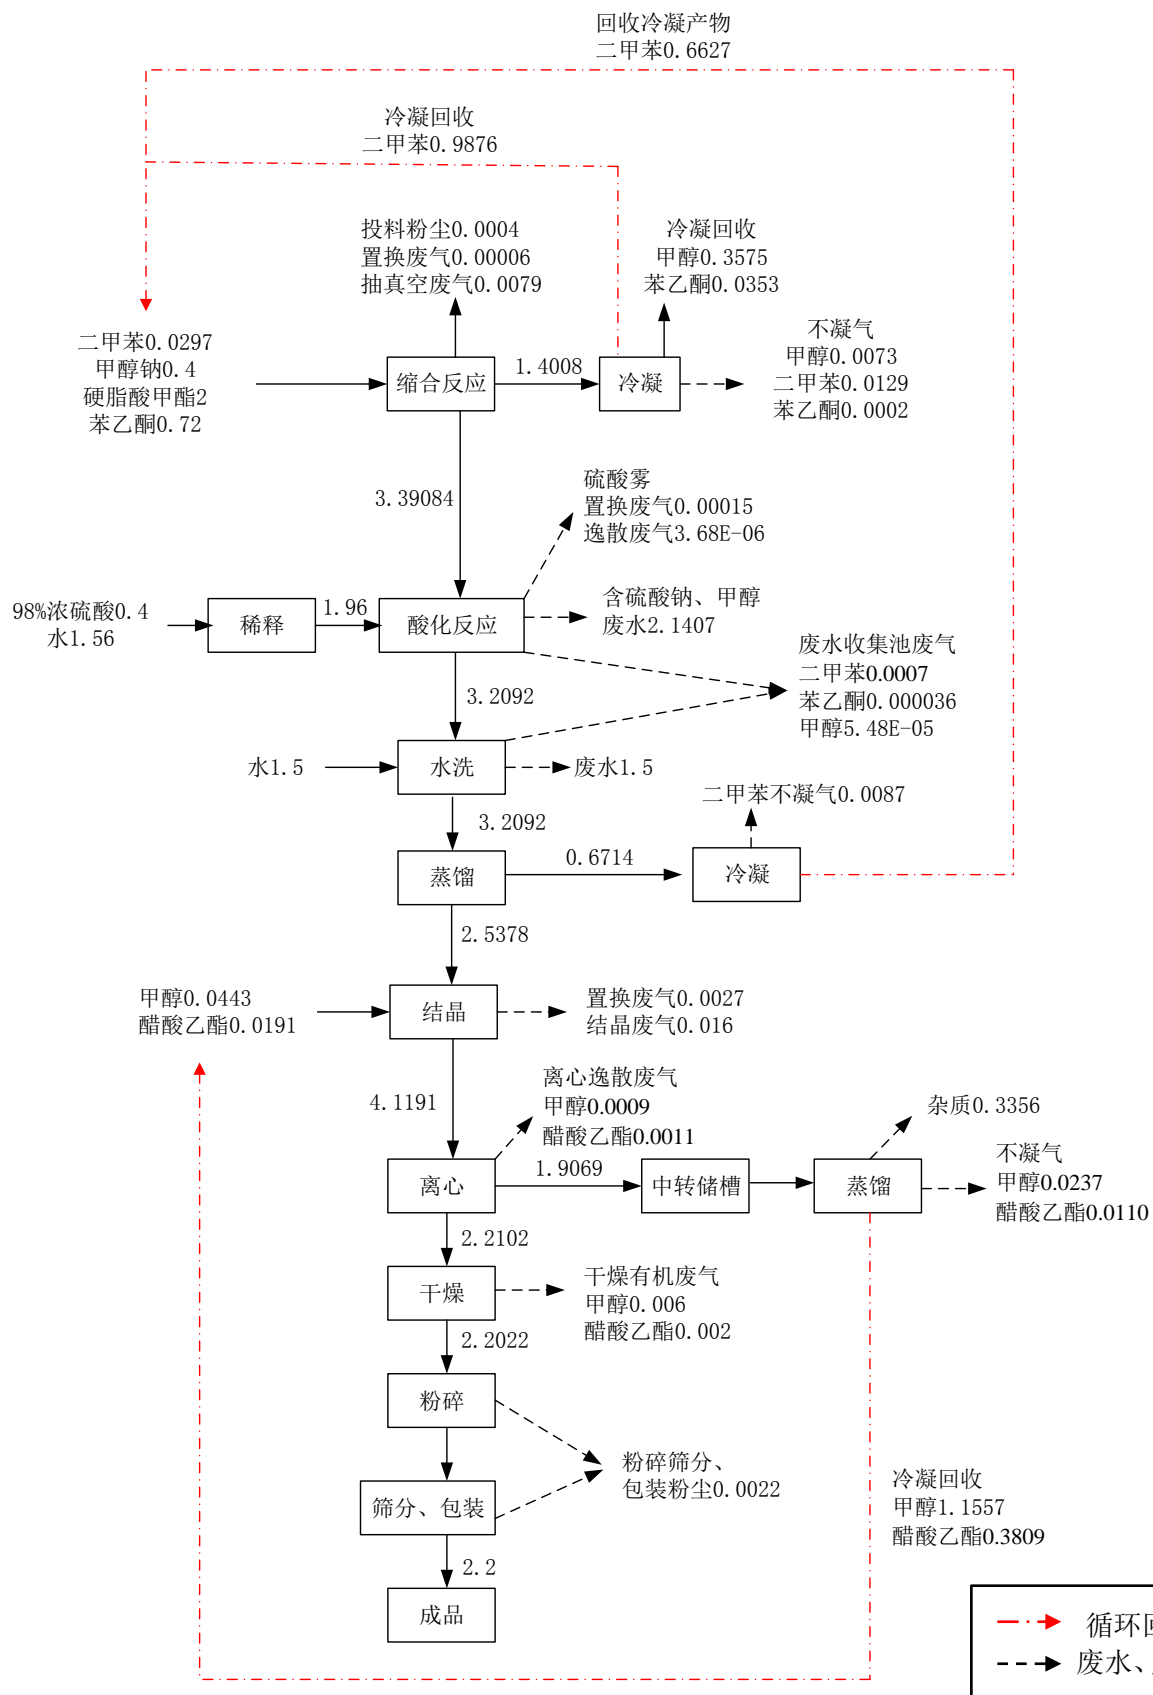 回收冷凝产物
二甲苯0.6627
冷凝回收
二甲苯0.9876
投料粉尘0.0004
置换废气0.00006
抽真空废气0.0079
冷凝回收
甲醇0.3575
苯乙酮0.0353
二甲苯0.0297
甲醇钠0.4
硬脂酸甲酯2
苯乙酮0.72
缩合反应
1.4008
冷凝
不凝气
甲醇0.0073
二甲苯0.0129
苯乙酮0.0002
3.39084
硫酸雾
置换废气0.00015
逸散废气3.68E-06
98%浓硫酸0.4
水1.56
稀释
1.96
酸化反应
含硫酸钠、甲醇
废水2.1407
废水收集池废气
二甲苯0.0007
苯乙酮0.000036
甲醇5.48E-05
3.2092
水1.5
水洗
废水1.5
二甲苯不凝气0.0087
3.2092
蒸馏
0.6714
冷凝
2.5378
甲醇0.0443
醋酸乙酯0.0191
结晶
置换废气0.0027
结晶废气0.016
4.1191
离心逸散废气
甲醇0.0009
醋酸乙酯0.0011
杂质0.3356
离心
1.9069
中转储槽
蒸馏
不凝气
甲醇0.0237
醋酸乙酯0.0110
2.2102
干燥
干燥有机废气
甲醇0.006
醋酸乙酯0.002
2.2022
粉碎
粉碎筛分、
包装粉尘0.0022
筛分、包装
冷凝回收
甲醇1.1557
醋酸乙酯0.3809
2.2
成品
循环回
废水、